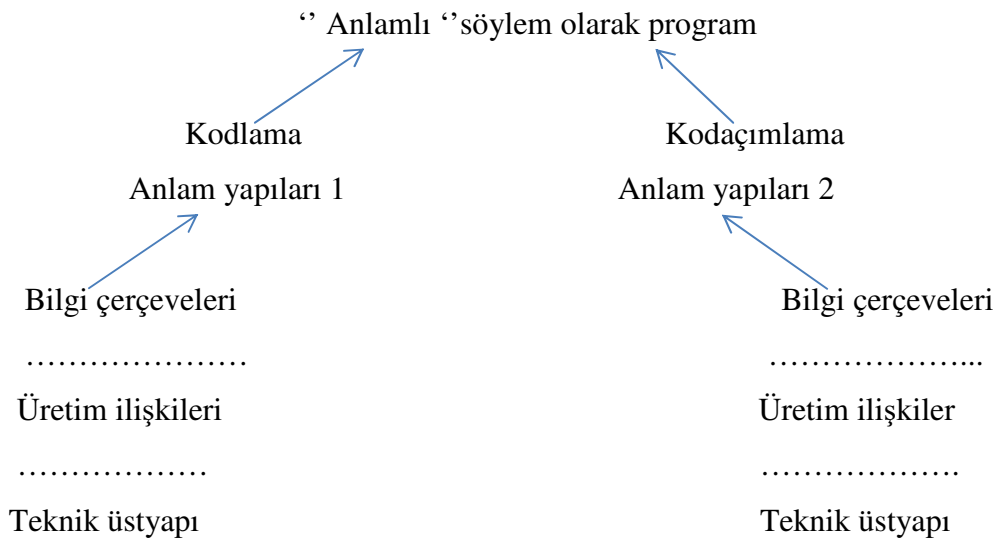 ‘’ Anlamlı ‘’söylem olarak program
Kodlama Kodaçımlama
Anlam yapıları 1 Anlam yapıları 2
Bilgi çerçeveleri Bilgi çerçeveleri
………………… ………………...
Üretim ilişkileri Üretim ilişkiler
……………… ……………….
Teknik üstyapı Teknik üstyapı